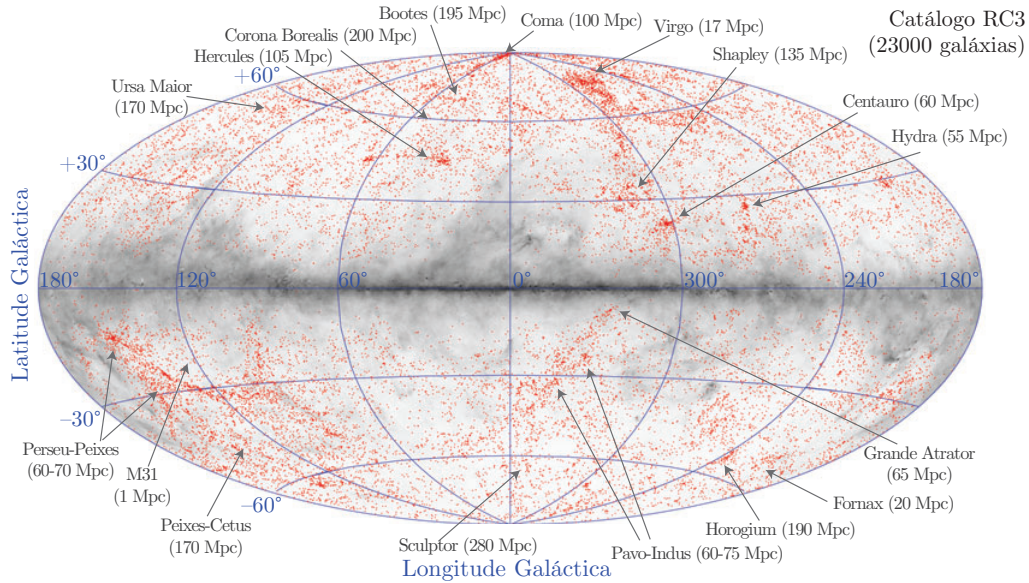 Bootes (195 Mpc)
Coma (100 Mpc)
Virgo (17 Mpc)
Catálogo RC3
(23000 galáxias)
Corona Borealis (200 Mpc)
Hercules (105 Mpc)
Shapley (135 Mpc)
Ursa Maior
(170 Mpc)
+60°
Centauro (60 Mpc)
Hydra (55 Mpc)
+30°
Latitude Galáctica
180°
120°
60°
0°
300°
240°
180°
−30°
Perseu-Peixes
(60-70 Mpc)
M31
(1 Mpc)
Grande Atrator
(65 Mpc)
−60°
Fornax (20 Mpc)
Peixes-Cetus
(170 Mpc)
Horogium (190 Mpc)
Sculptor (280 Mpc)
Pavo-Indus (60-75 Mpc)
Longitude Galáctica